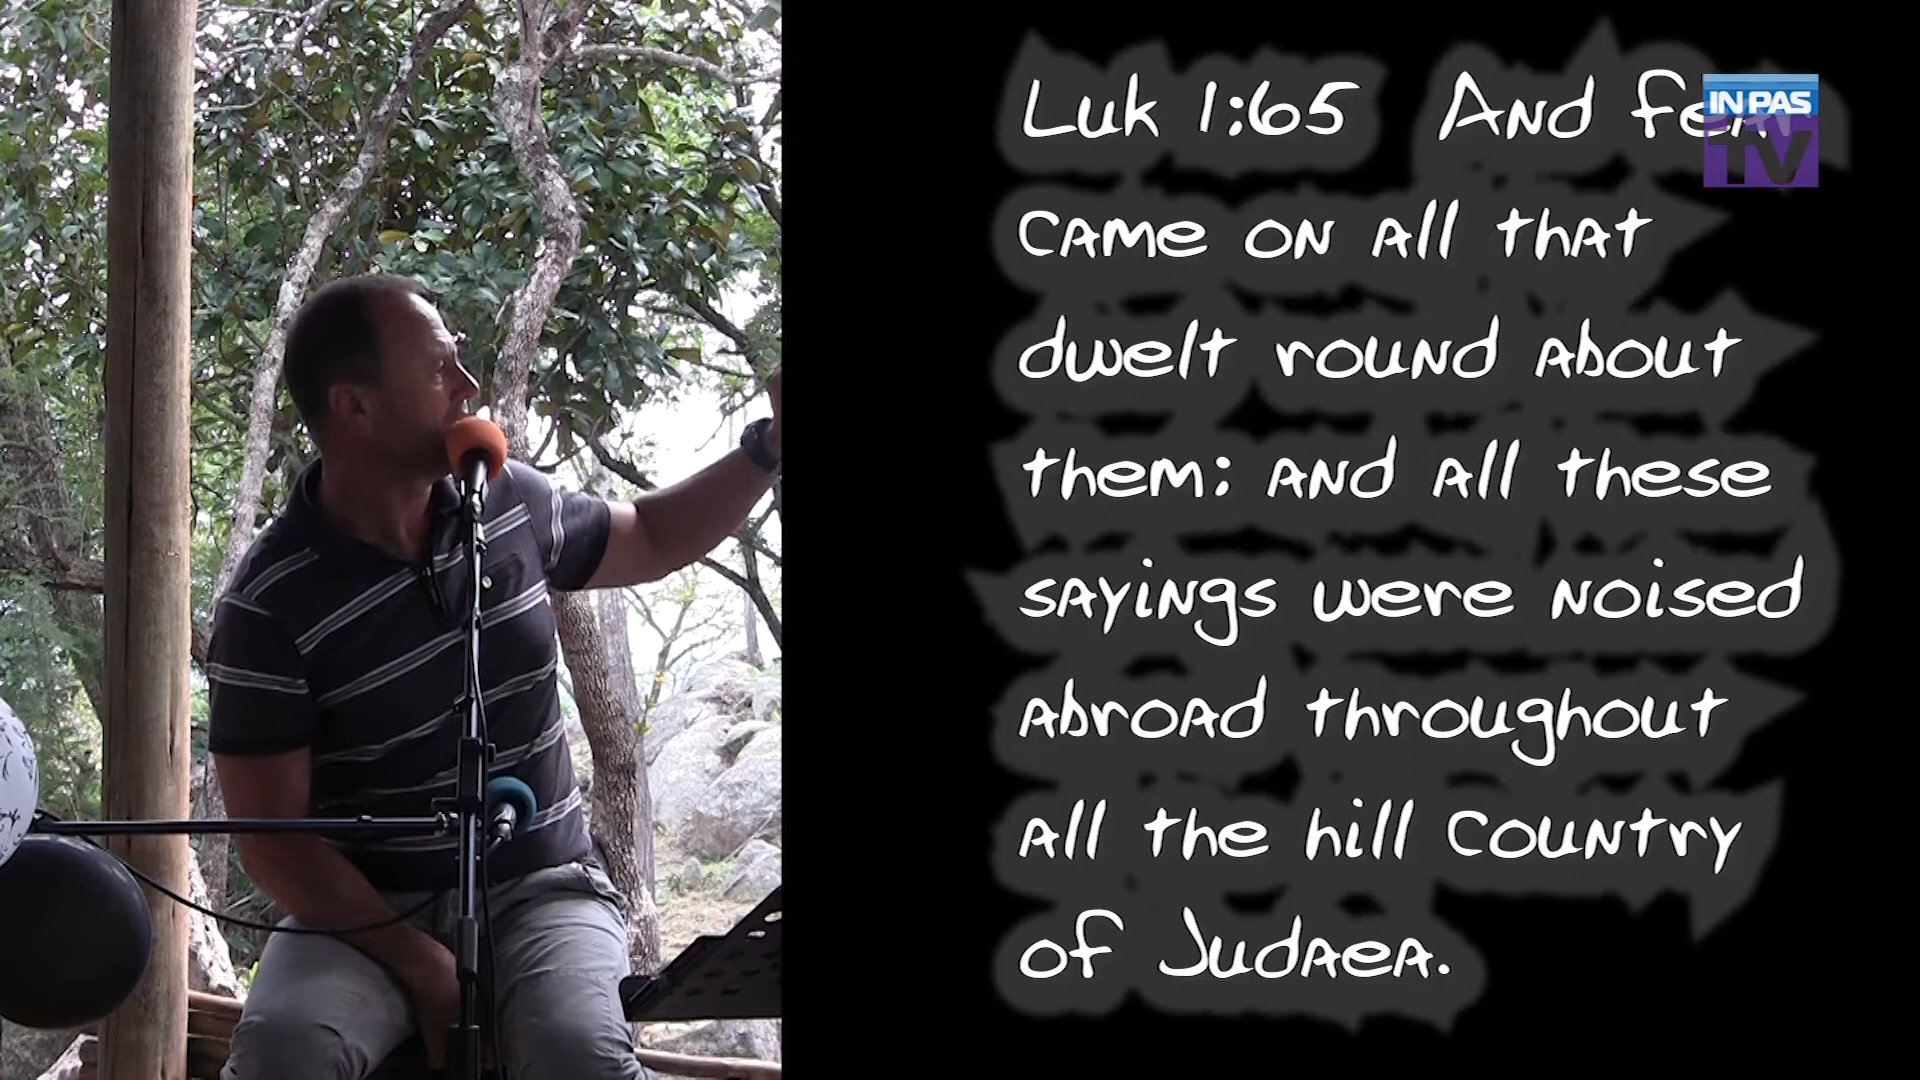 Luk 1:65 And fear
came on all that
dwelt round about
them: and all these
sayings were noised
abroad throughout
all the hill country
of Judaea.
IN PAS
TV